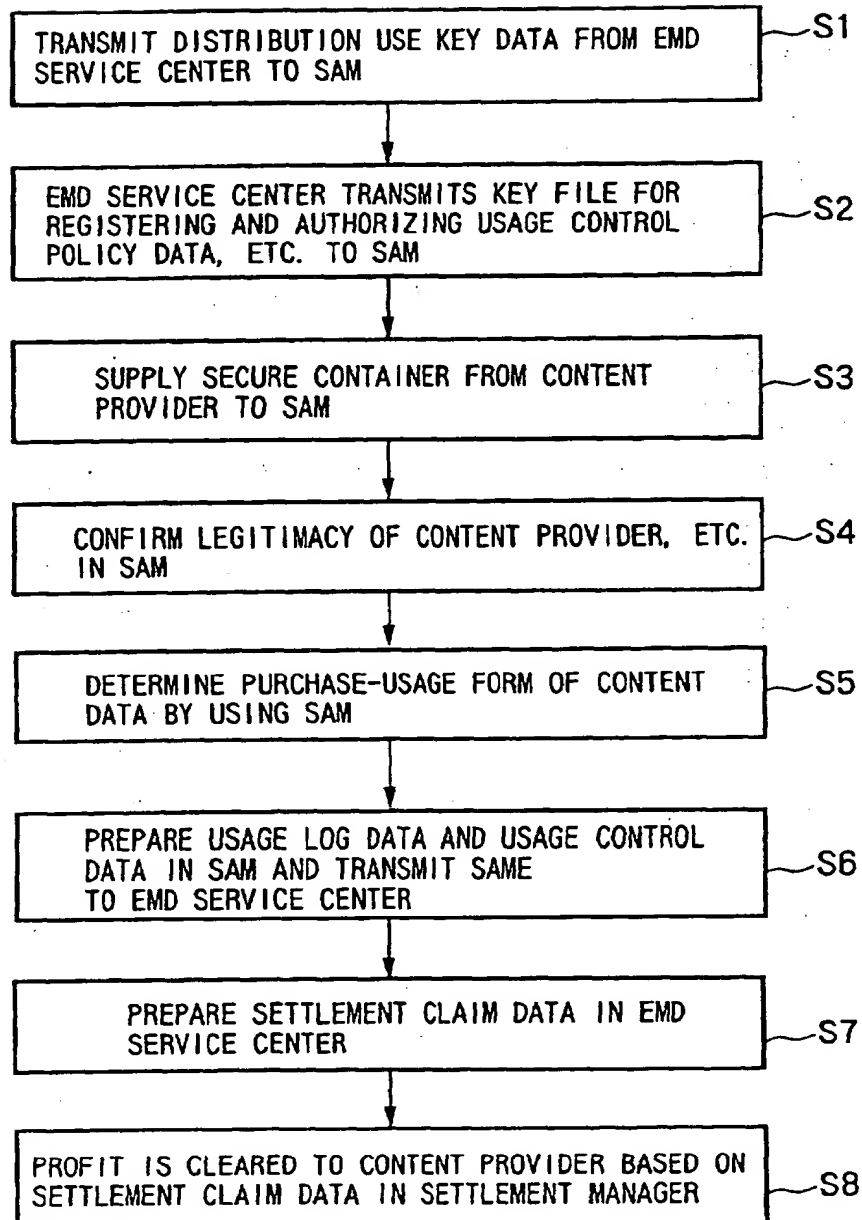 TRANSMIT DISTRIBUTION USE KEY DATA FROM EMD
SERVICE CENTER TO SAM
S1
EMD SERVICE CENTER TRANSMITS KEY FILE FOR
REGISTERING AND AUTHORIZING USAGE CONTROL
POLICY DATA, ETC. TO SAM
S2
SUPPLY SECURE CONTAINER FROM CONTENT
PROVIDER TO SAM
S3
CONFIRM LEGITIMACY OF CONTENT PROVIDER, ETC.
IN SAM
S4
DETERMINE PURCHASE-USAGE FORM OF CONTENT
DATA BY USING SAM
S5
PREPARE USAGE LOG DATA AND USAGE CONTROL
DATA IN SAM AND TRANSMIT SAME
TO EMD SERVICE CENTER
S6
PREPARE SETTLEMENT CLAIM DATA IN EMD
SERVICE CENTER
S7
PROFIT IS CLEARED TO CONTENT PROVIDER BASED ON
SETTLEMENT CLAIM DATA IN SETTLEMENT MANAGER
S8